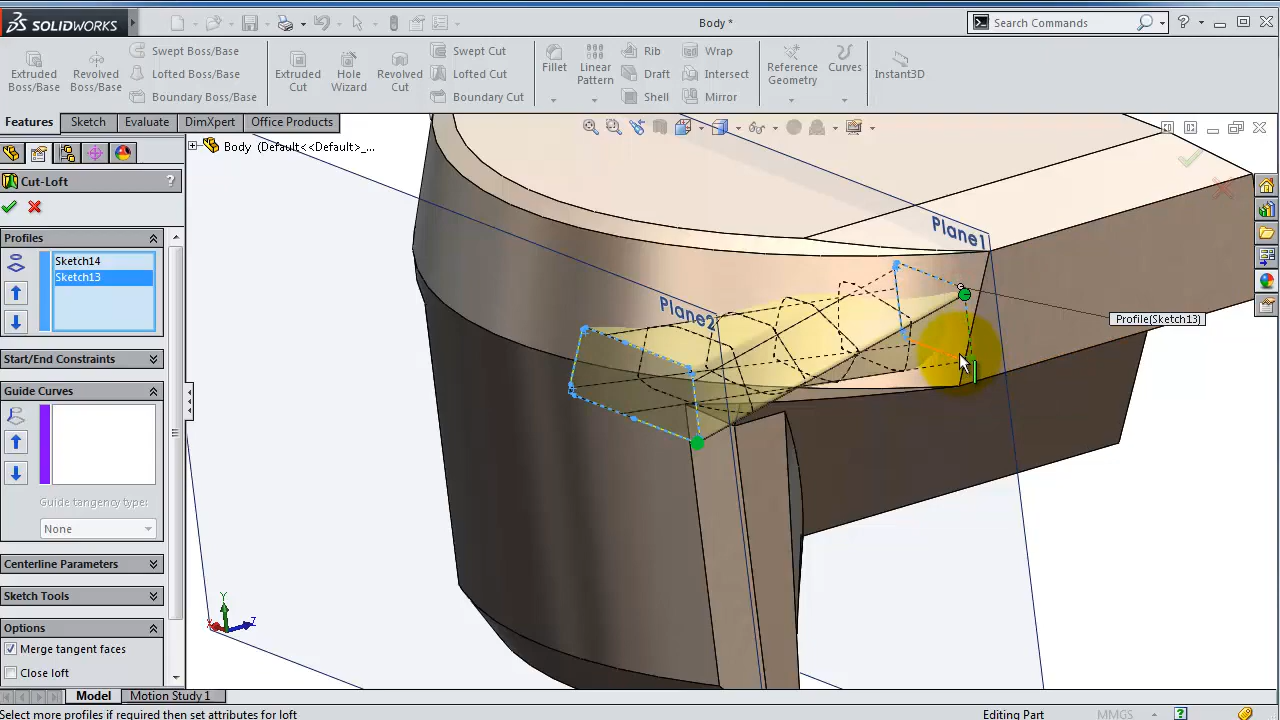 SOLIDWORKS
Body *
Search Commands
?
Extruded Boss/Base
Revolved Boss/Base
Swept Boss/Base
Lofted Boss/Base
Boundary Boss/Base
Extruded Cut
Hole Wizard
Revolved Cut
Swept Cut
Lofted Cut
Boundary Cut
Fillet
Linear Pattern
Rib
Draft
Shell
Wrap
Intersect
Mirror
Reference Geometry
Curves
Instant3D
Features
Sketch
Evaluate
DimXpert
Office Products
Body (Default<<Default>_...
Cut-Loft
?
Profiles
Sketch14
Sketch13
Start/End Constraints
Guide Curves
Guide tangency type:
None
Centerline Parameters
Sketch Tools
Options
Merge tangent faces
Close loft
Plane1
Plane2
Profile(Sketch13)
Y
Z
Model
Motion Study 1
Select more profiles if required then set attributes for loft
Editing Part
MMGS
?